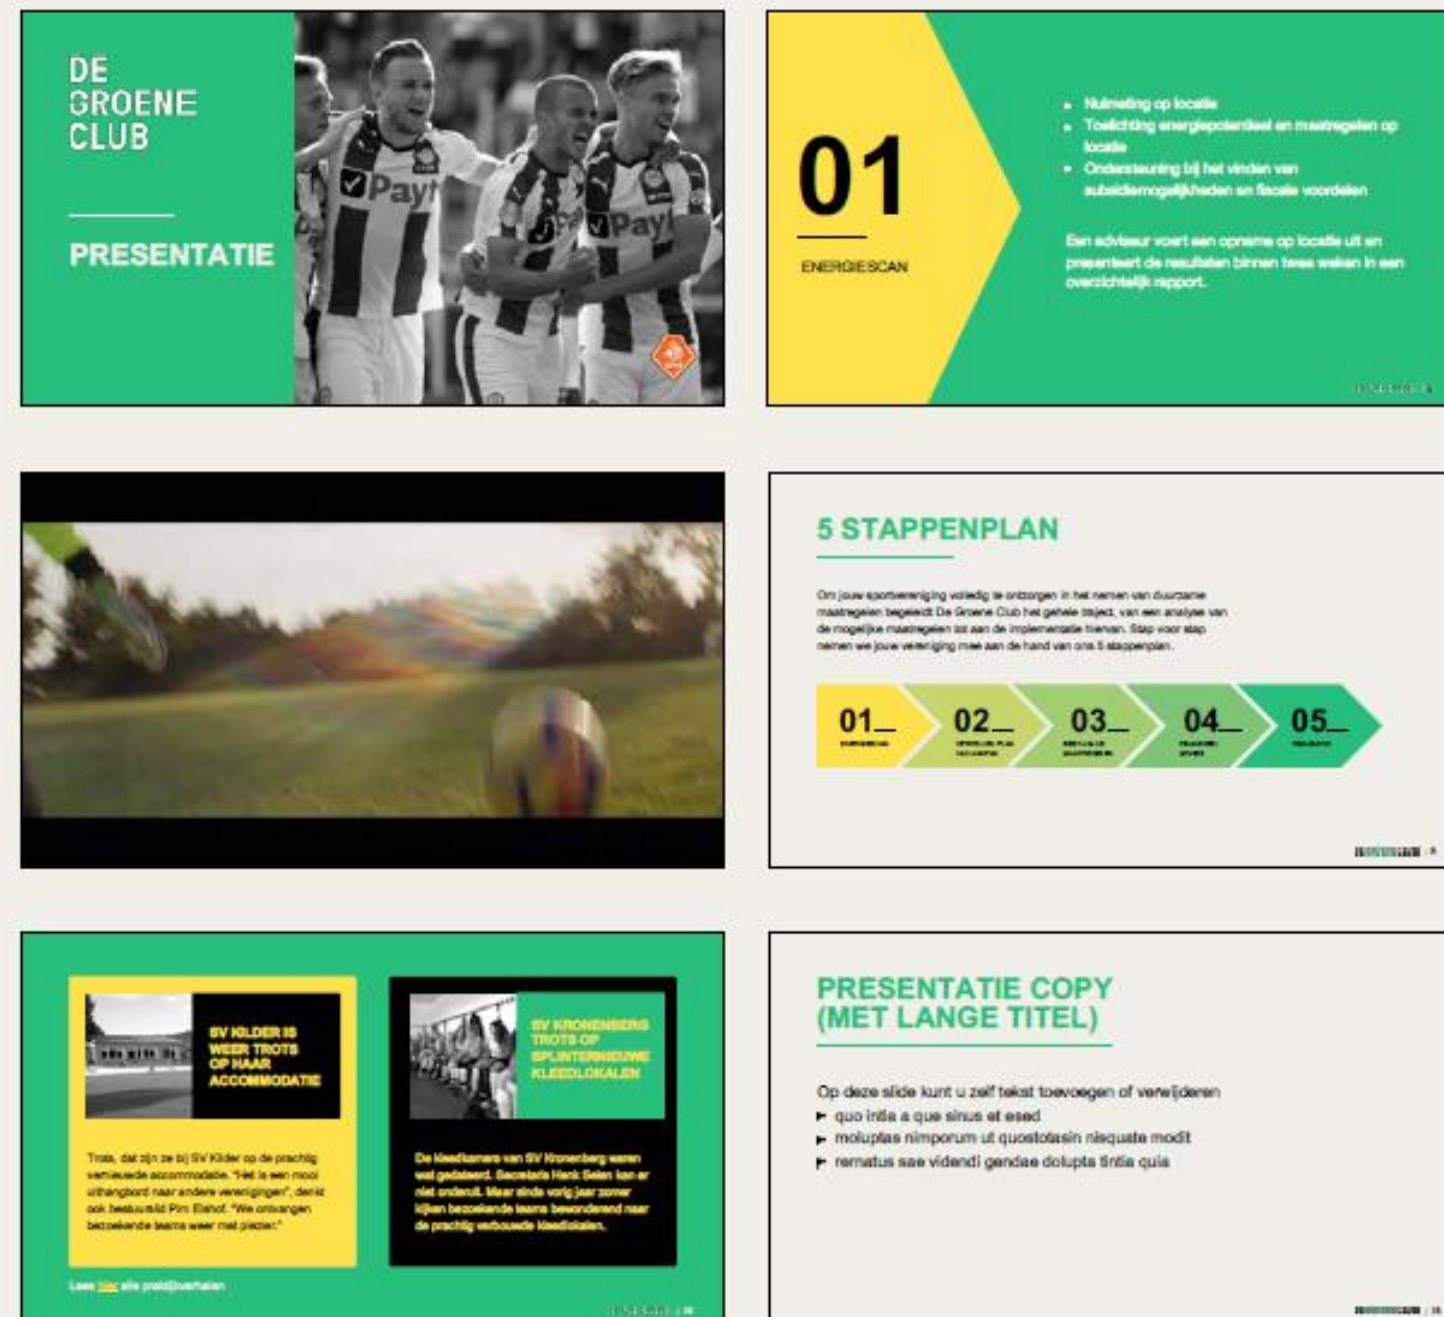 DE
GROENE
CLUB
PRESENTATIE
Payt
Pay
01
ENERGIESCAN
Nulmeting op locatie
Toelichting energiepotentieel en maatregelen op
locatie
Ondersteuning bij het vinden van
subsidiemogelijkheden en fiscale voordelen
Een adviseur voert een opname op locatie uit en
presenteert de resultaten binnen twee weken in een
overzichtelijk rapport.
5 STAPPENPLAN
Om jouw sportvereniging volledig te ontzorgen in het nemen van duurzame
maatregelen begeleidt De Groene Club het gehele traject, van een analyse van
de mogelijke maatregelen tot aan de implementatie hiervan. Stap voor stap
nemen we jouw vereniging mee aan de hand van ons 5 stappenplan.
01
02
03
04
05
SV KILDER IS
WEER TROTS
OP HAAR
ACCOMMODATIE
Trots, dat zijn ze bij SV Kilder op de prachtig
vernieuwde accommodatie. "Het is een mooi
uithangbord naar andere verenigingen", denkt
ook bestuurslid Pim Elshof. "We ontvangen
bezoekende teams weer met plezier."
SV KRONENBERG
TROTS OP
SPLINTERNIEUWE
KLEEDLOKALEN
De kleedkamers van SV Kronenberg waren
wat gedateerd. Secretaris Henk Seien kan er
niet onderuit. Maar sinds vorig jaar zomer
kijken bezoekende teams bewonderend naar
de prachtig verbouwde kleedlokalen.
Lees hier alle praktijkverhalen
PRESENTATIE COPY
(MET LANGE TITEL)
Op deze slide kunt u zelf tekst toevoegen of verwijderen
quo intia a que sinus et esed
moluptas nimporum ut quostotasin nisquate modit
rernatus sae videndi gendae dolupta tintia quia